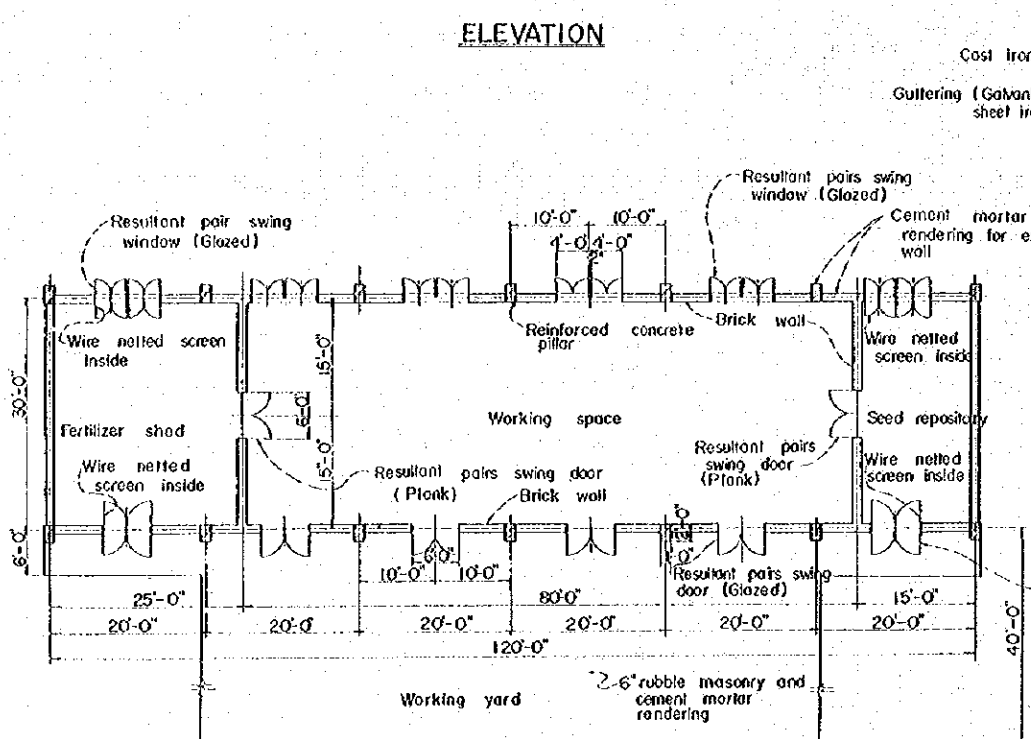 ELEVATION
Cost iron
Guttering (Galvan
sheet ir
Resultant pair swing
window (Glazed)
10'-0" 10'-0"
4'-0" 4'-0"
2"
Resultant pairs swing
window (Glazed)
Cement mortar
rendering for e
wall
Wire netted screen
Inside
Reinforced concrete
pillar
Brick wall
Wire netted
screen inside
30'-0"
15'-0"
15'-0"
6'-0"
Fertilizer shed
Working space
Seed repository
Wire netted
screen inside
Resultant pairs swing door
(Plank)
Brick wall
Resultant pairs
swing door
(Plank)
Wire netted
screen inside
6'-0"
6'-0"
10'-0" 10'-0"
Resultant pairs swing
door (Glazed)
25'-0" 80'-0" 15'-0"
20'-0" 20'-0 20'-0" 20'-0" 20'-0" 20'-0"
120'-0"
40'-0"
Working yard
2-6" rubble masonry and
cement mortar
randering